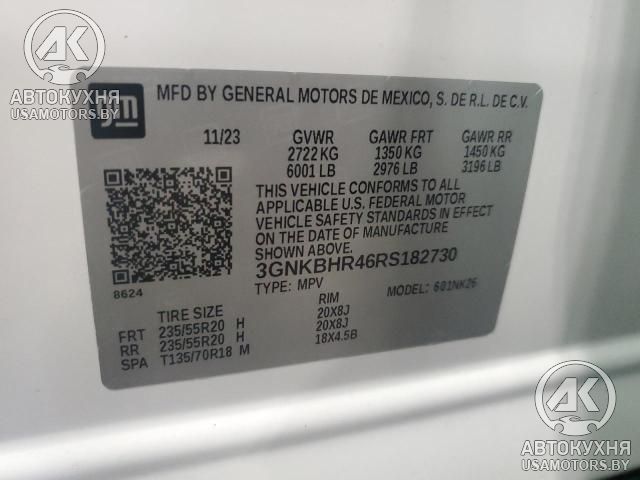 АК
АВТОКУХНЯ
USAMOTORS.BY
gm
MFD BY GENERAL MOTORS DE MEXICO, S. DE R.L. DE C.V.
11/23 GVWR GAWR FRT GAWR RR
2722 KG 1350 KG 1450 KG
6001 LB 2976 LB 3196 LB
THIS VEHICLE CONFORMS TO ALL
APPLICABLE U.S. FEDERAL MOTOR
VEHICLE SAFETY STANDARDS IN EFFECT
ON THE DATE OF MANUFACTURE
SHOWN ABOVE.
3GNKBHR46RS182730
8624
TYPE: MPV MODEL: 601NK26
TIRE SIZE RIM
FRT 235/55R20 H 20X8J
RR 235/55R20 H 20X8J
SPA T135/70R18 M 18X4.5B
АК
АВТОКУХНЯ
USAMOTORS.BY